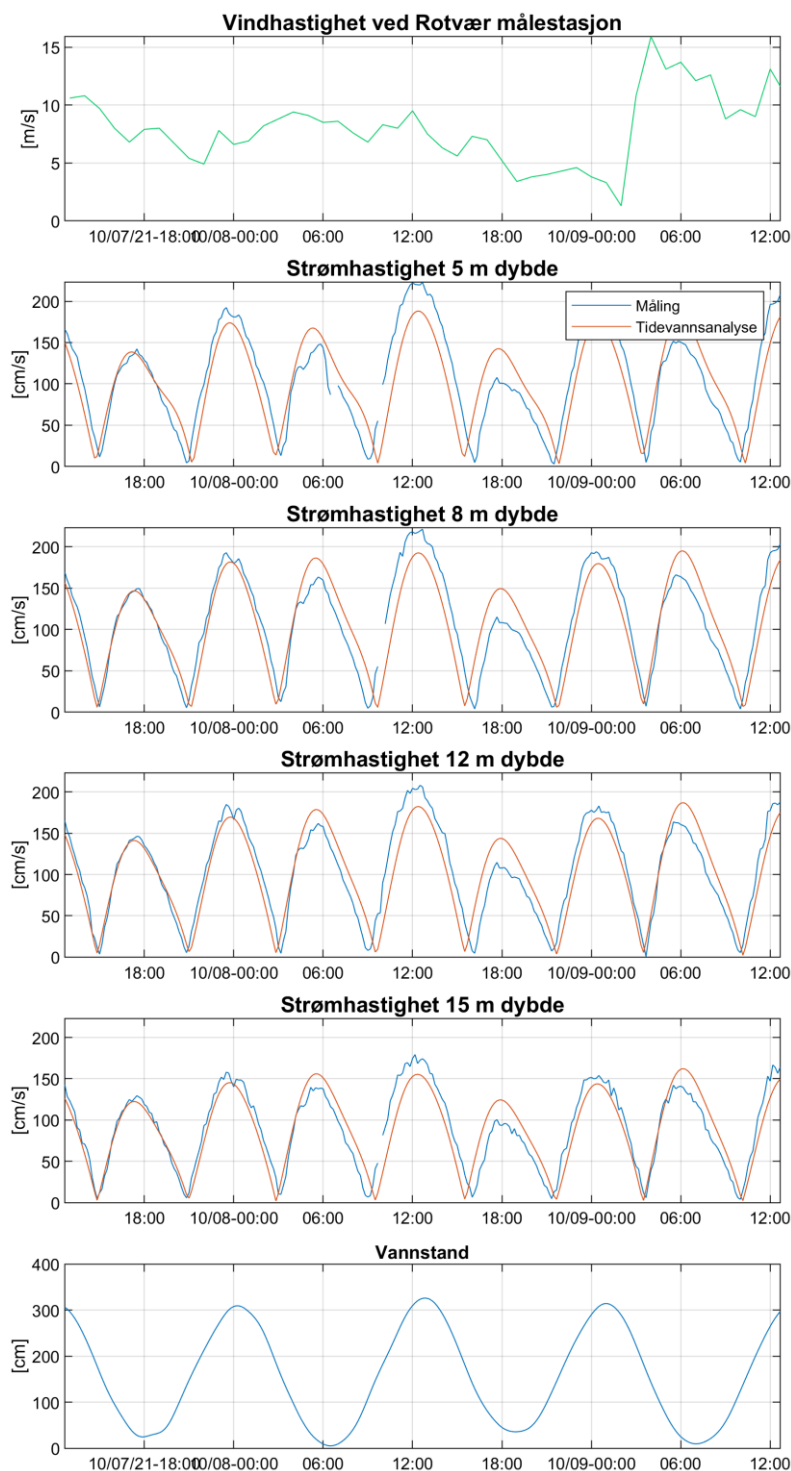 Vindhastighet ved Rotvær målestasjon
15
10
5
0
[m/s]
10/07/21-18:00 10/08-00:00 06:00 12:00 18:00 10/09-00:00 06:00 12:00
Strømhastighet 5 m dybde
200
150
100
50
0
[cm/s]
Måling
Tidevannsanalyse
18:00 10/08-00:00 06:00 12:00 18:00 10/09-00:00 06:00 12:00
Strømhastighet 8 m dybde
200
150
100
50
0
[cm/s]
18:00 10/08-00:00 06:00 12:00 18:00 10/09-00:00 06:00 12:00
Strømhastighet 12 m dybde
200
150
100
50
0
[cm/s]
18:00 10/08-00:00 06:00 12:00 18:00 10/09-00:00 06:00 12:00
Strømhastighet 15 m dybde
200
150
100
50
0
[cm/s]
18:00 10/08-00:00 06:00 12:00 18:00 10/09-00:00 06:00 12:00
Vannstand
400
300
200
100
0
[cm]
10/07/21-18:00 10/08-00:00 06:00 12:00 18:00 10/09-00:00 06:00 12:00